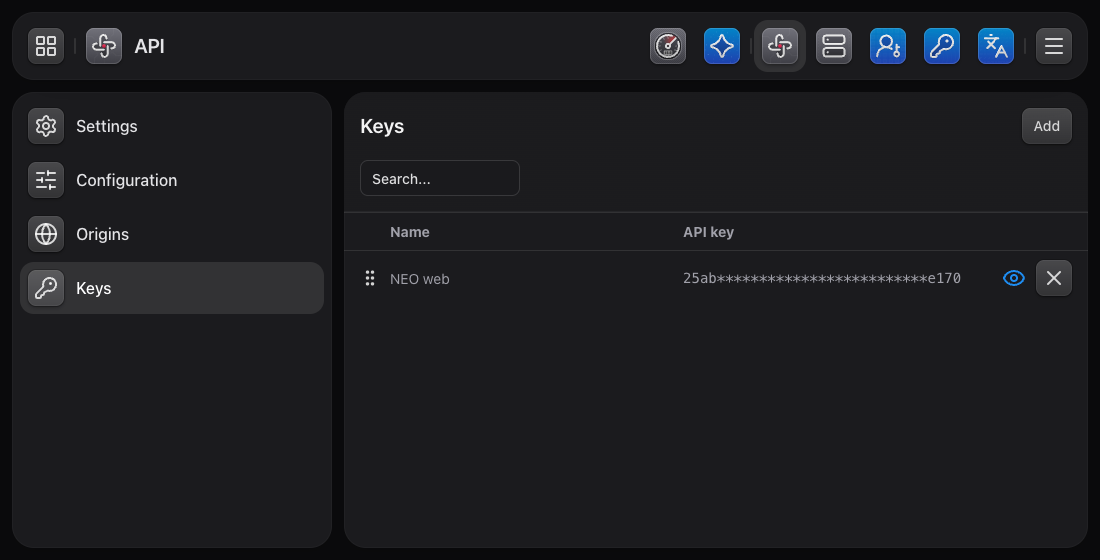 API
Settings
Configuration
Origins
Keys
Keys
Add
Search...
Name API key
NEO web 25ab*************************e170